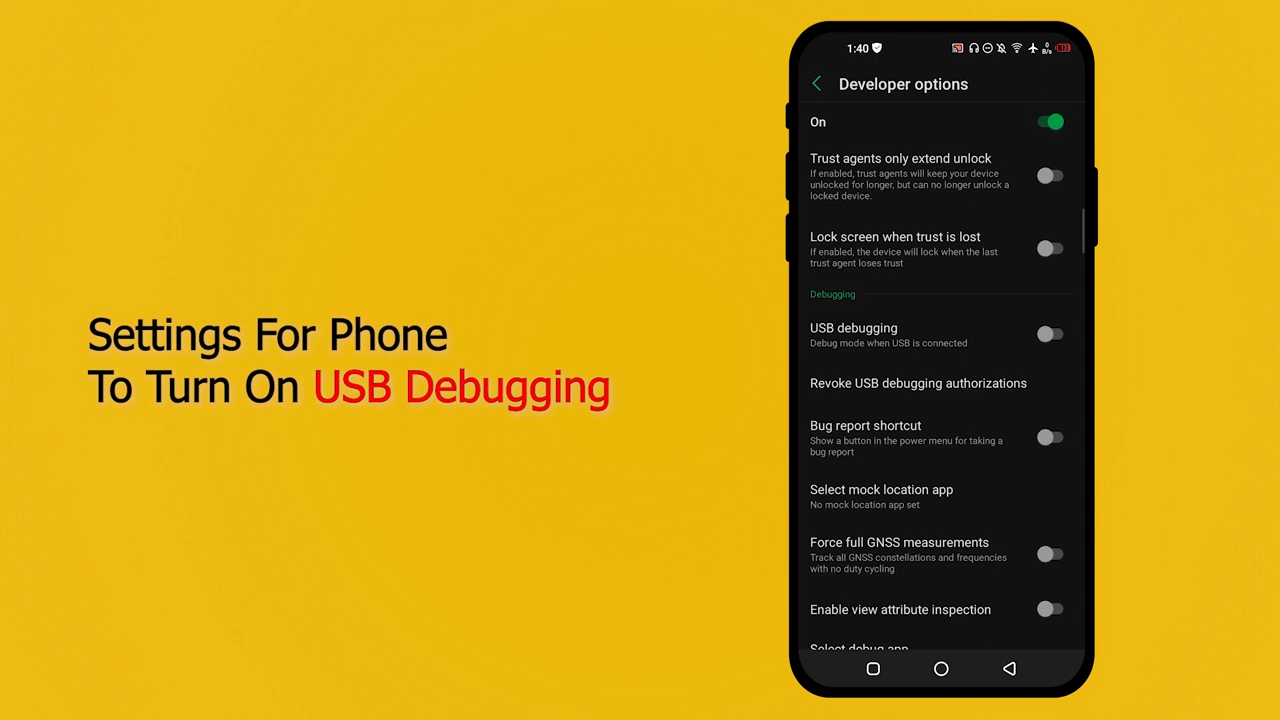 Settings For Phone
To Turn On USB Debugging
1:40
0
B/s
Developer options
On
Trust agents only extend unlock
If enabled, trust agents will keep your device
unlocked for longer, but can no longer unlock a
locked device.
Lock screen when trust is lost
If enabled, the device will lock when the last
trust agent loses trust
Debugging
USB debugging
Debug mode when USB is connected
Revoke USB debugging authorizations
Bug report shortcut
Show a button in the power menu for taking a
bug report
Select mock location app
No mock location app set
Force full GNSS measurements
Track all GNSS constellations and frequencies
with no duty cycling
Enable view attribute inspection
Select debug app